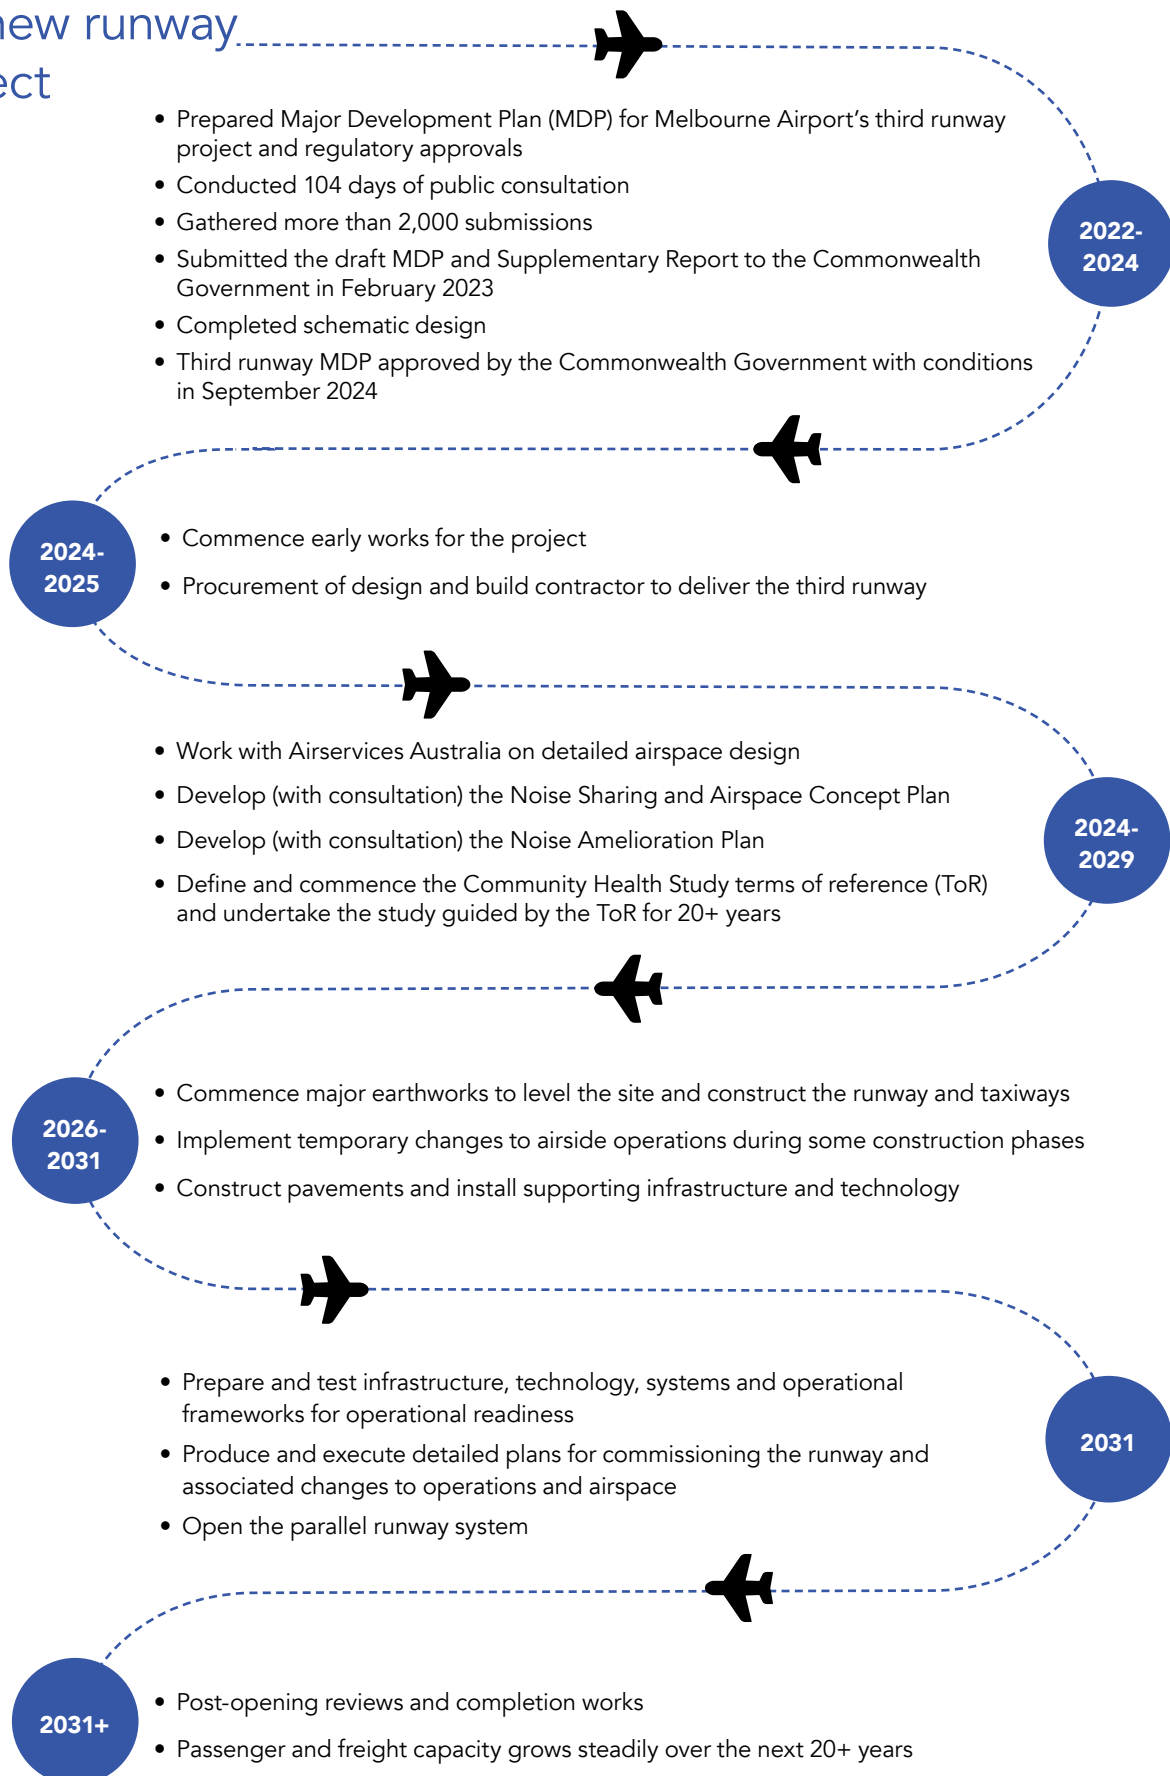 new runway
ect
• Prepared Major Development Plan (MDP) for Melbourne Airport’s third runway
project and regulatory approvals
• Conducted 104 days of public consultation
• Gathered more than 2,000 submissions
• Submitted the draft MDP and Supplementary Report to the Commonwealth
Government in February 2023
• Completed schematic design
• Third runway MDP approved by the Commonwealth Government with conditions
in September 2024
2022-
2024
2024-
2025
• Commence early works for the project
• Procurement of design and build contractor to deliver the third runway
• Work with Airservices Australia on detailed airspace design
• Develop (with consultation) the Noise Sharing and Airspace Concept Plan
• Develop (with consultation) the Noise Amelioration Plan
• Define and commence the Community Health Study terms of reference (ToR)
and undertake the study guided by the ToR for 20+ years
2024-
2029
2026-
2031
• Commence major earthworks to level the site and construct the runway and taxiways
• Implement temporary changes to airside operations during some construction phases
• Construct pavements and install supporting infrastructure and technology
• Prepare and test infrastructure, technology, systems and operational
frameworks for operational readiness
• Produce and execute detailed plans for commissioning the runway and
associated changes to operations and airspace
• Open the parallel runway system
2031
2031+
• Post-opening reviews and completion works
• Passenger and freight capacity grows steadily over the next 20+ years